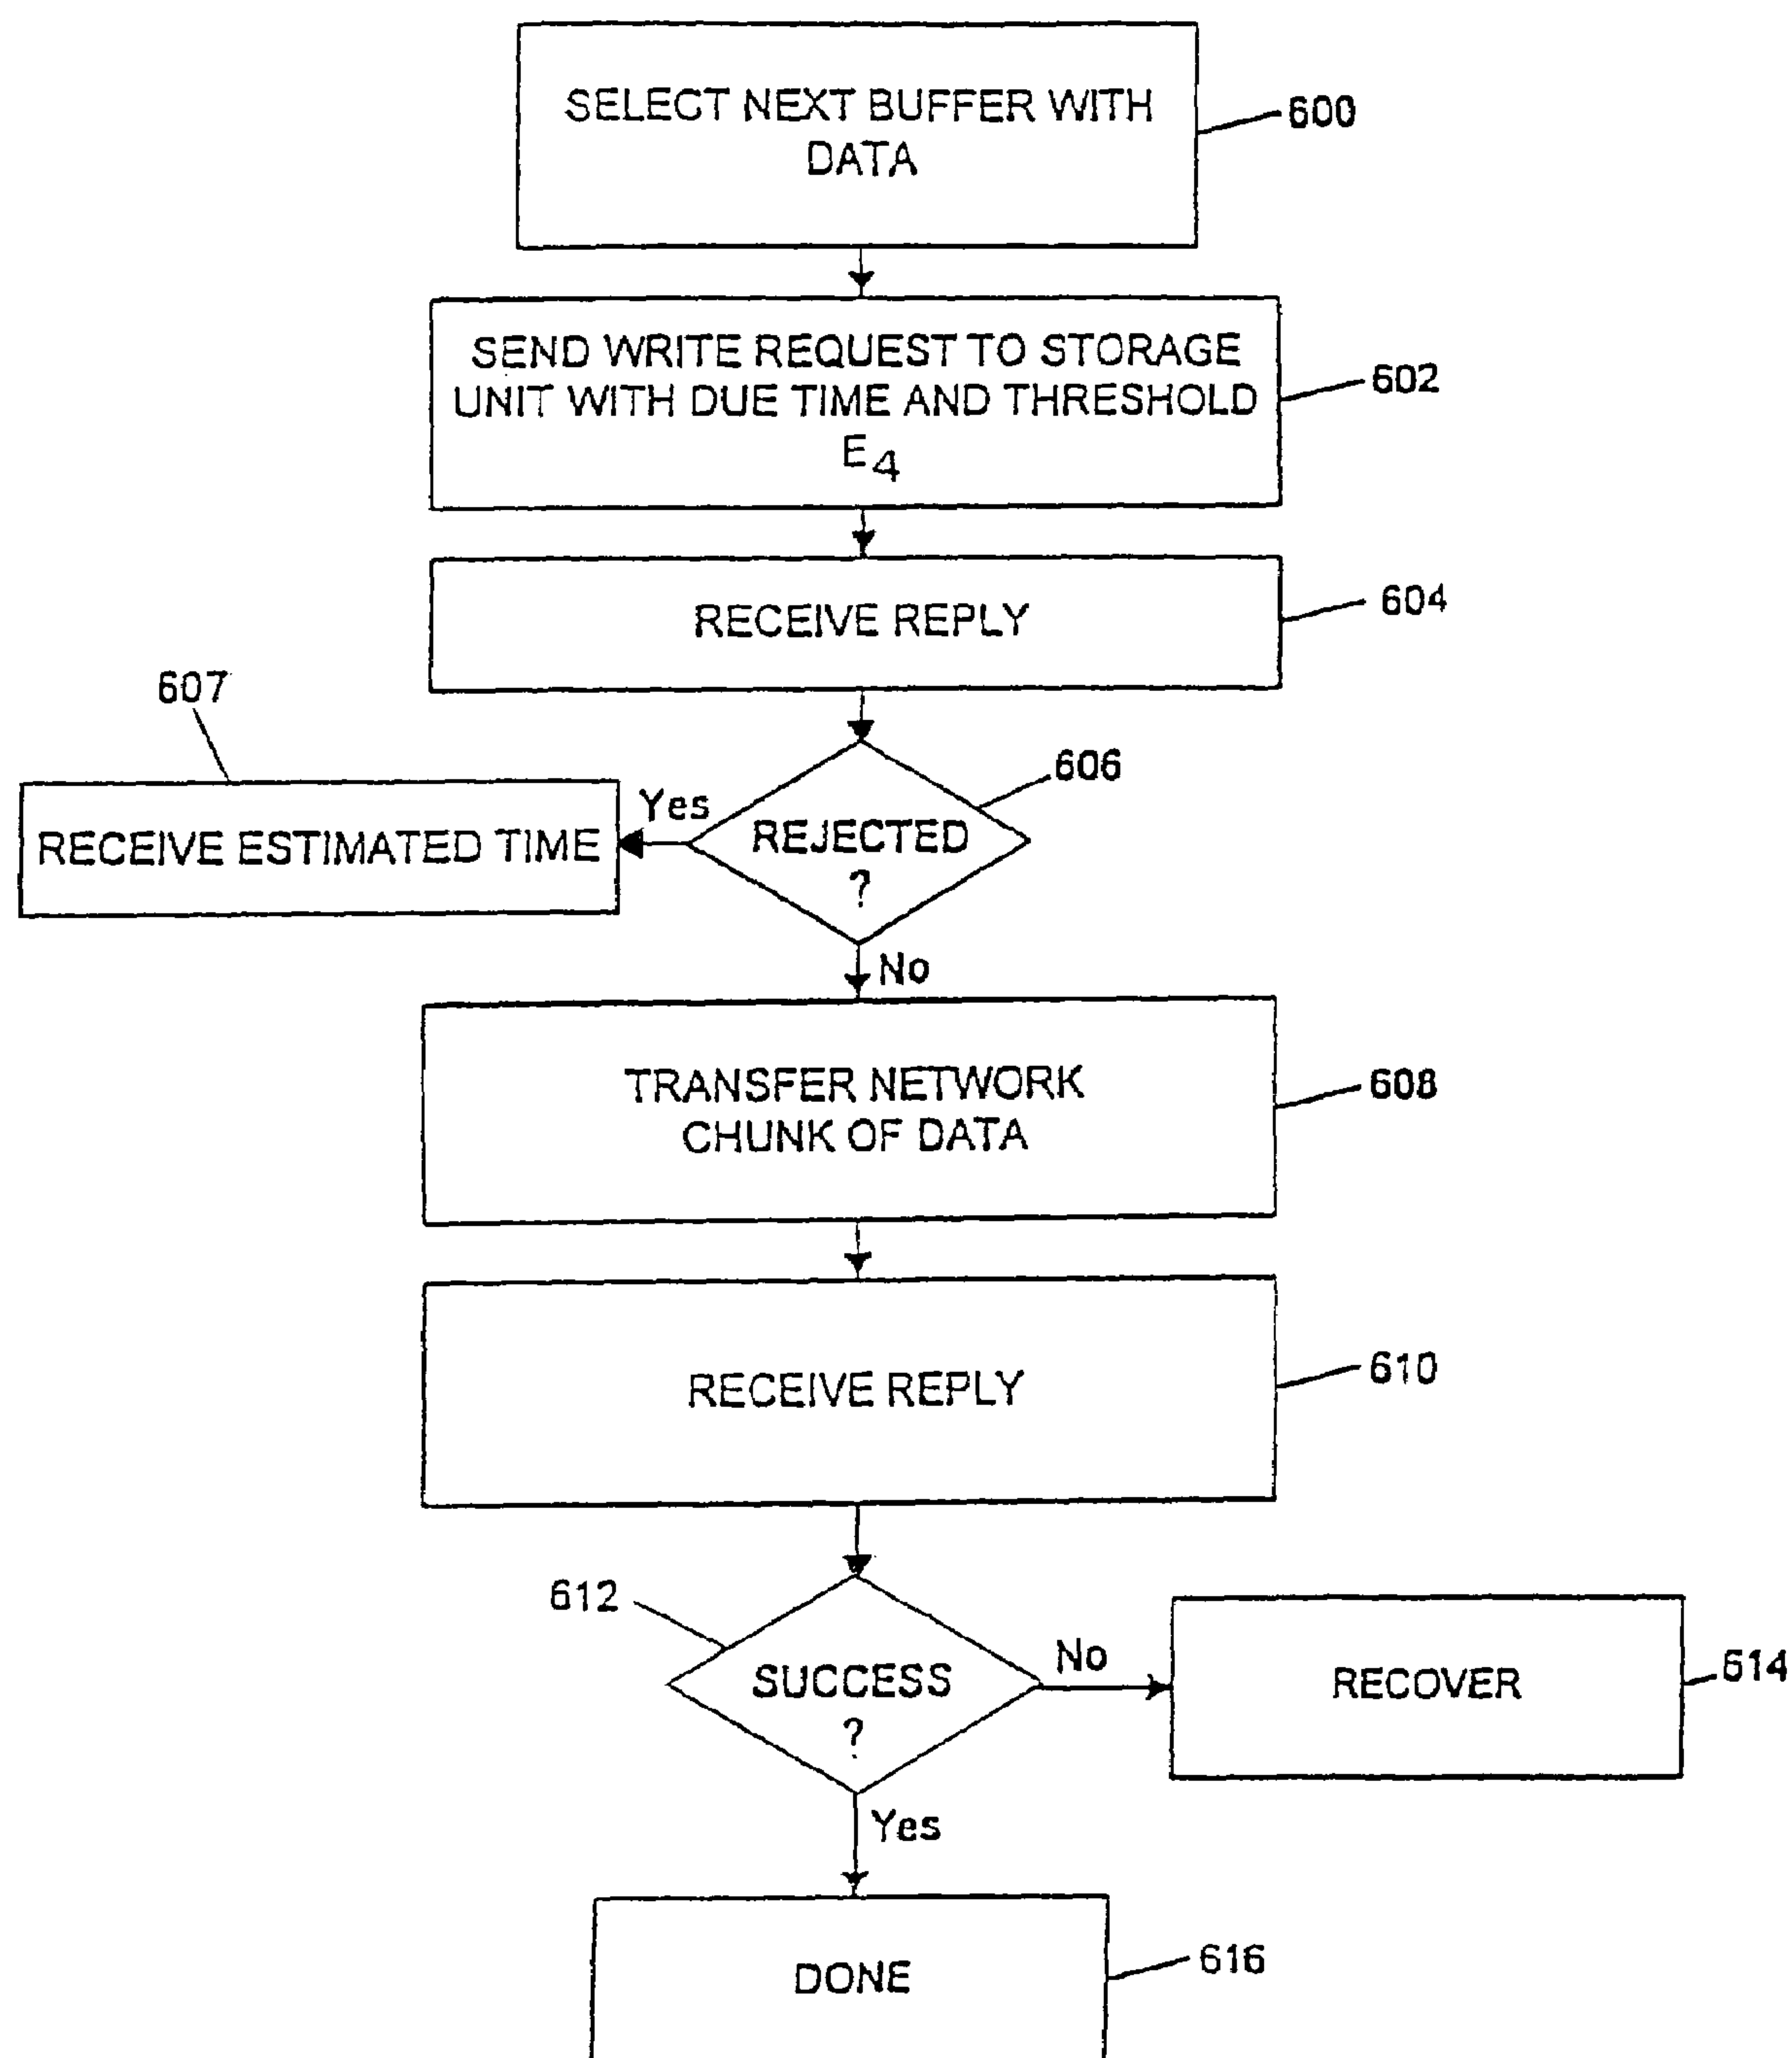 SELECT NEXT BUFFER WITH
DATA
600
SEND WRITE REQUEST TO STORAGE
UNIT WITH DUE TIME AND THRESHOLD
E4
602
RECEIVE REPLY
604
607
606
Yes
REJECTED
?
RECEIVE ESTIMATED TIME
No
TRANSFER NETWORK
CHUNK OF DATA
608
RECEIVE REPLY
610
612
SUCCESS
?
No
RECOVER
614
Yes
DONE
616